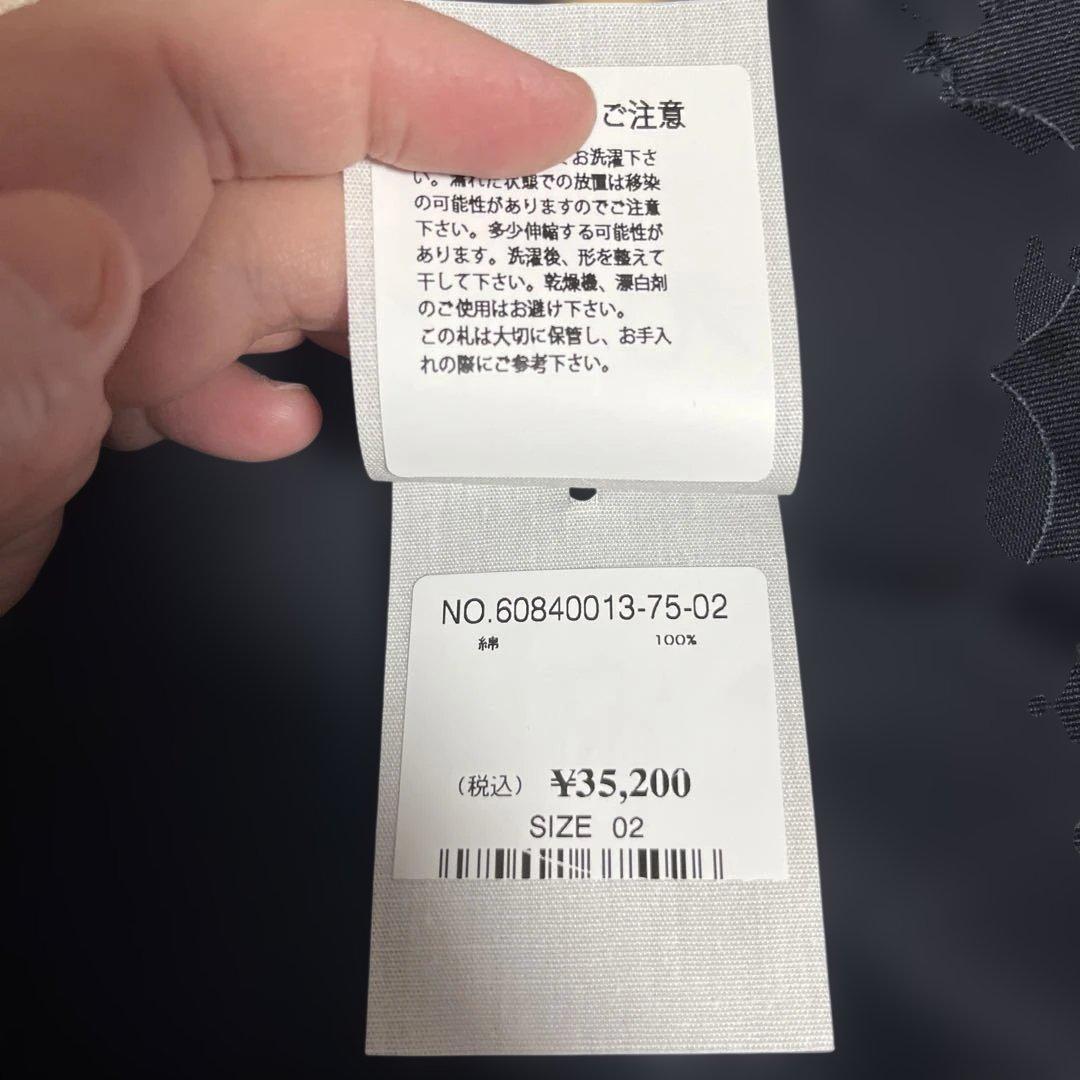 ご注意
お洗濯下さ
い。濡れた状態での放置は移染
の可能性がありますのでご注意
下さい。多少伸縮する可能性が
あります。洗濯後、形を整えて
干して下さい。乾燥機、漂白剤
のご使用はお避け下さい。
この札は大切に保管し、お手入
れの際にご参考下さい。
NO.60840013-75-02
綿 100%
(税込) ¥35,200
SIZE 02